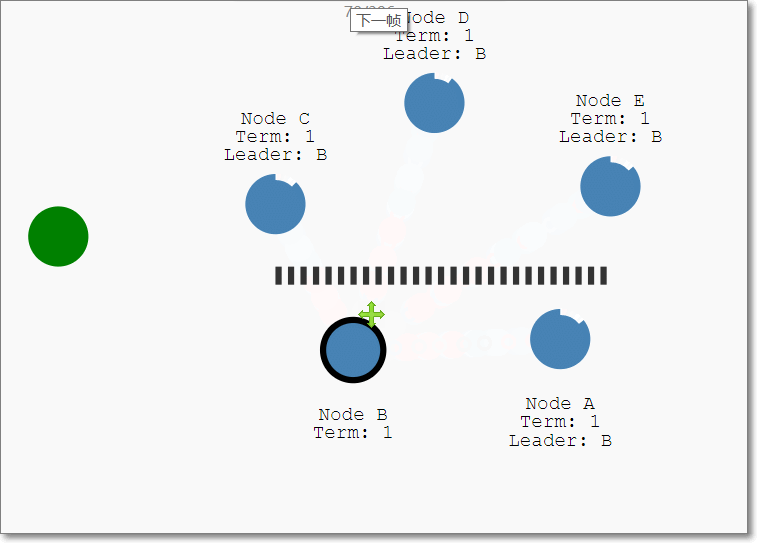 下一帧
Node D
Term: 1
Leader: B
Node E
Term: 1
Leader: B
Node C
Term: 1
Leader: B
Node B
Term: 1
Node A
Term: 1
Leader: B